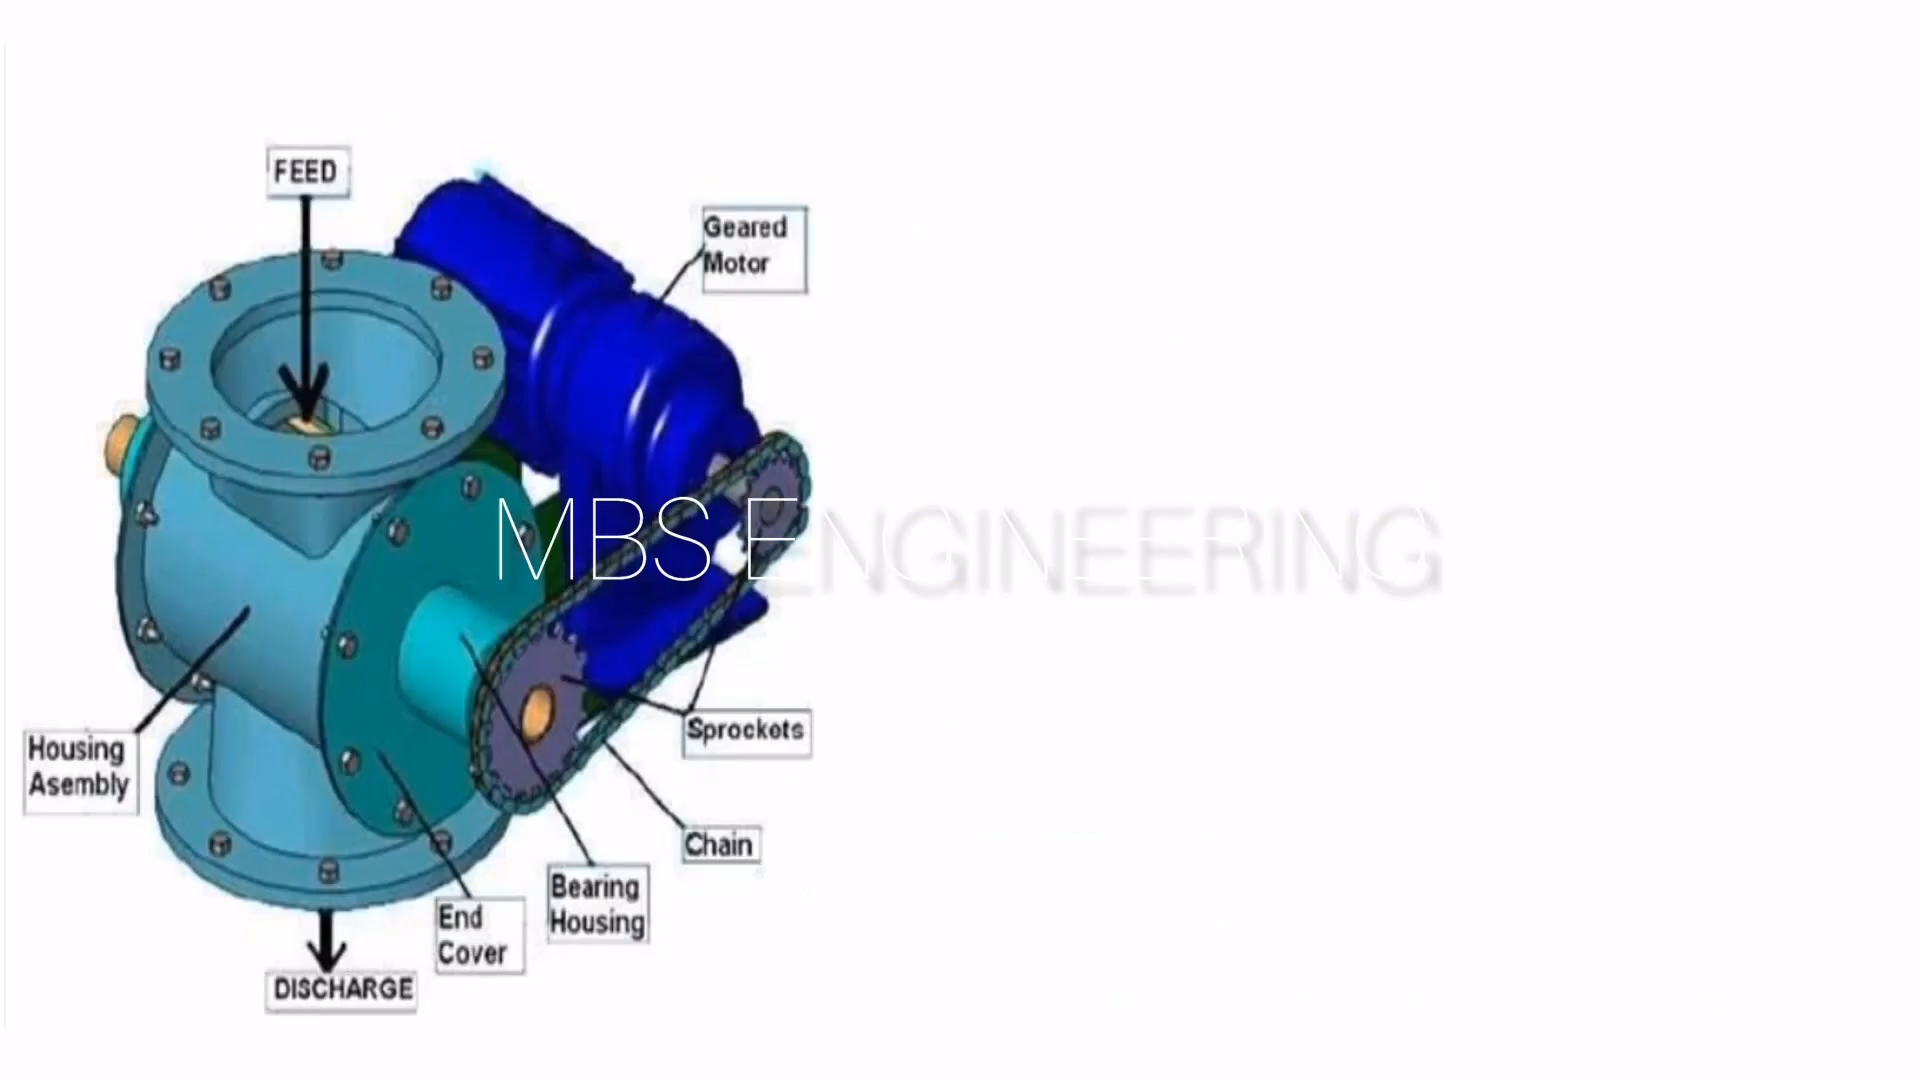 FEED
Geared
Motor
MBS ENGINEERING
Sprockets
Housing
Asembly
Chain
Bearing
Housing
End
Cover
DISCHARGE